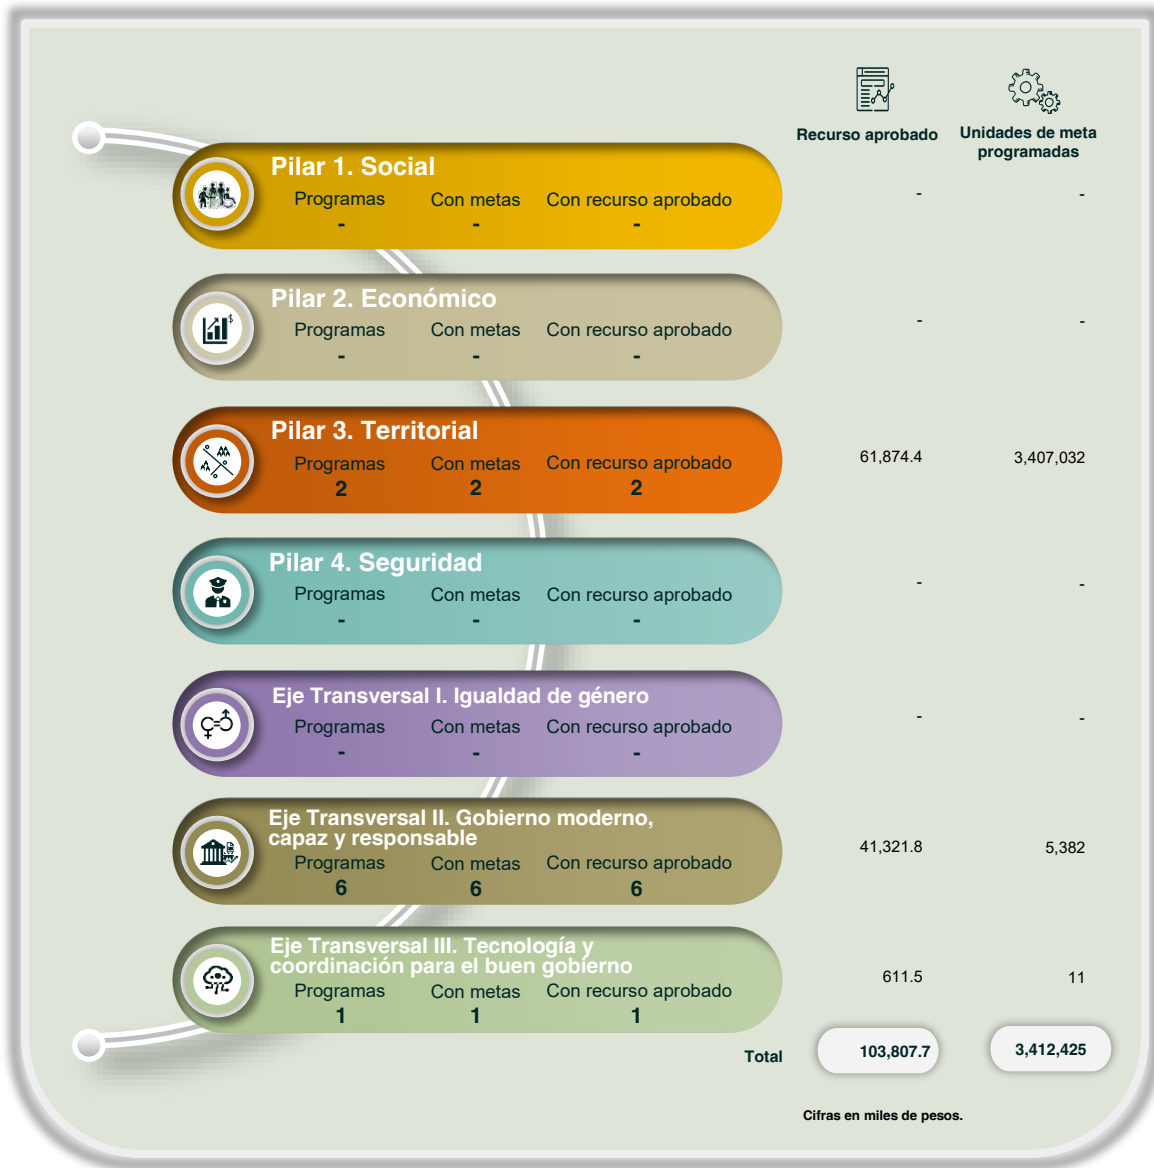 Recurso aprobado
Unidades de meta
programadas
Pilar 1. Social
Programas Con metas Con recurso aprobado
- - -
- -
Pilar 2. Económico
Programas Con metas Con recurso aprobado
- - -
- -
Pilar 3. Territorial
Programas Con metas Con recurso aprobado
2 2 2
61,874.4 3,407,032
Pilar 4. Seguridad
Programas Con metas Con recurso aprobado
- - -
- -
Eje Transversal I. Igualdad de género
Programas Con metas Con recurso aprobado
- - -
- -
Eje Transversal II. Gobierno moderno,
capaz y responsable
Programas Con metas Con recurso aprobado
6 6 6
41,321.8 5,382
Eje Transversal III. Tecnología y
coordinación para el buen gobierno
Programas Con metas Con recurso aprobado
1 1 1
611.5 11
Total 103,807.7 3,412,425
Cifras en miles de pesos.